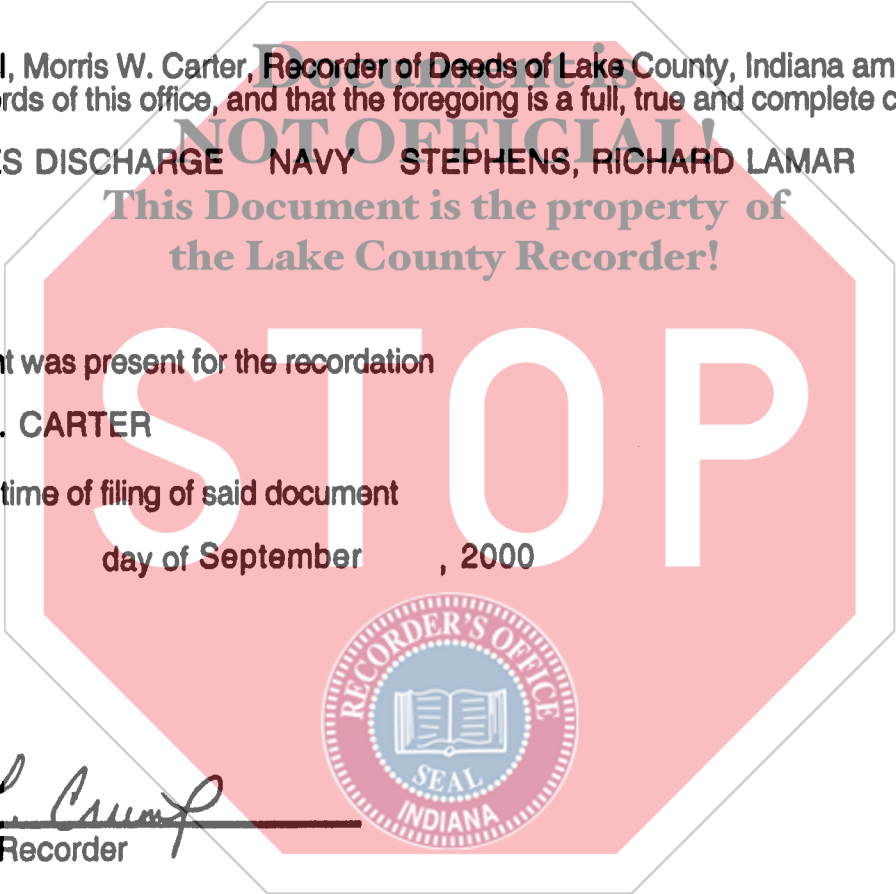 I, Morris W. Carter, Recorder of Deeds of Lake County, Indiana am
rds of this office, and that the foregoing is a full, true and complete c
S DISCHARGE NAVY STEPHENS, RICHARD LAMAR
Document is
NOT OFFICIAL!
This Document is the property of
the Lake County Recorder!
STOP
t was present for the recordation
. CARTER
time of filing of said document
day of September , 2000
RECORDER'S OFFICE
SEAL
INDIANA
Crump
Recorder